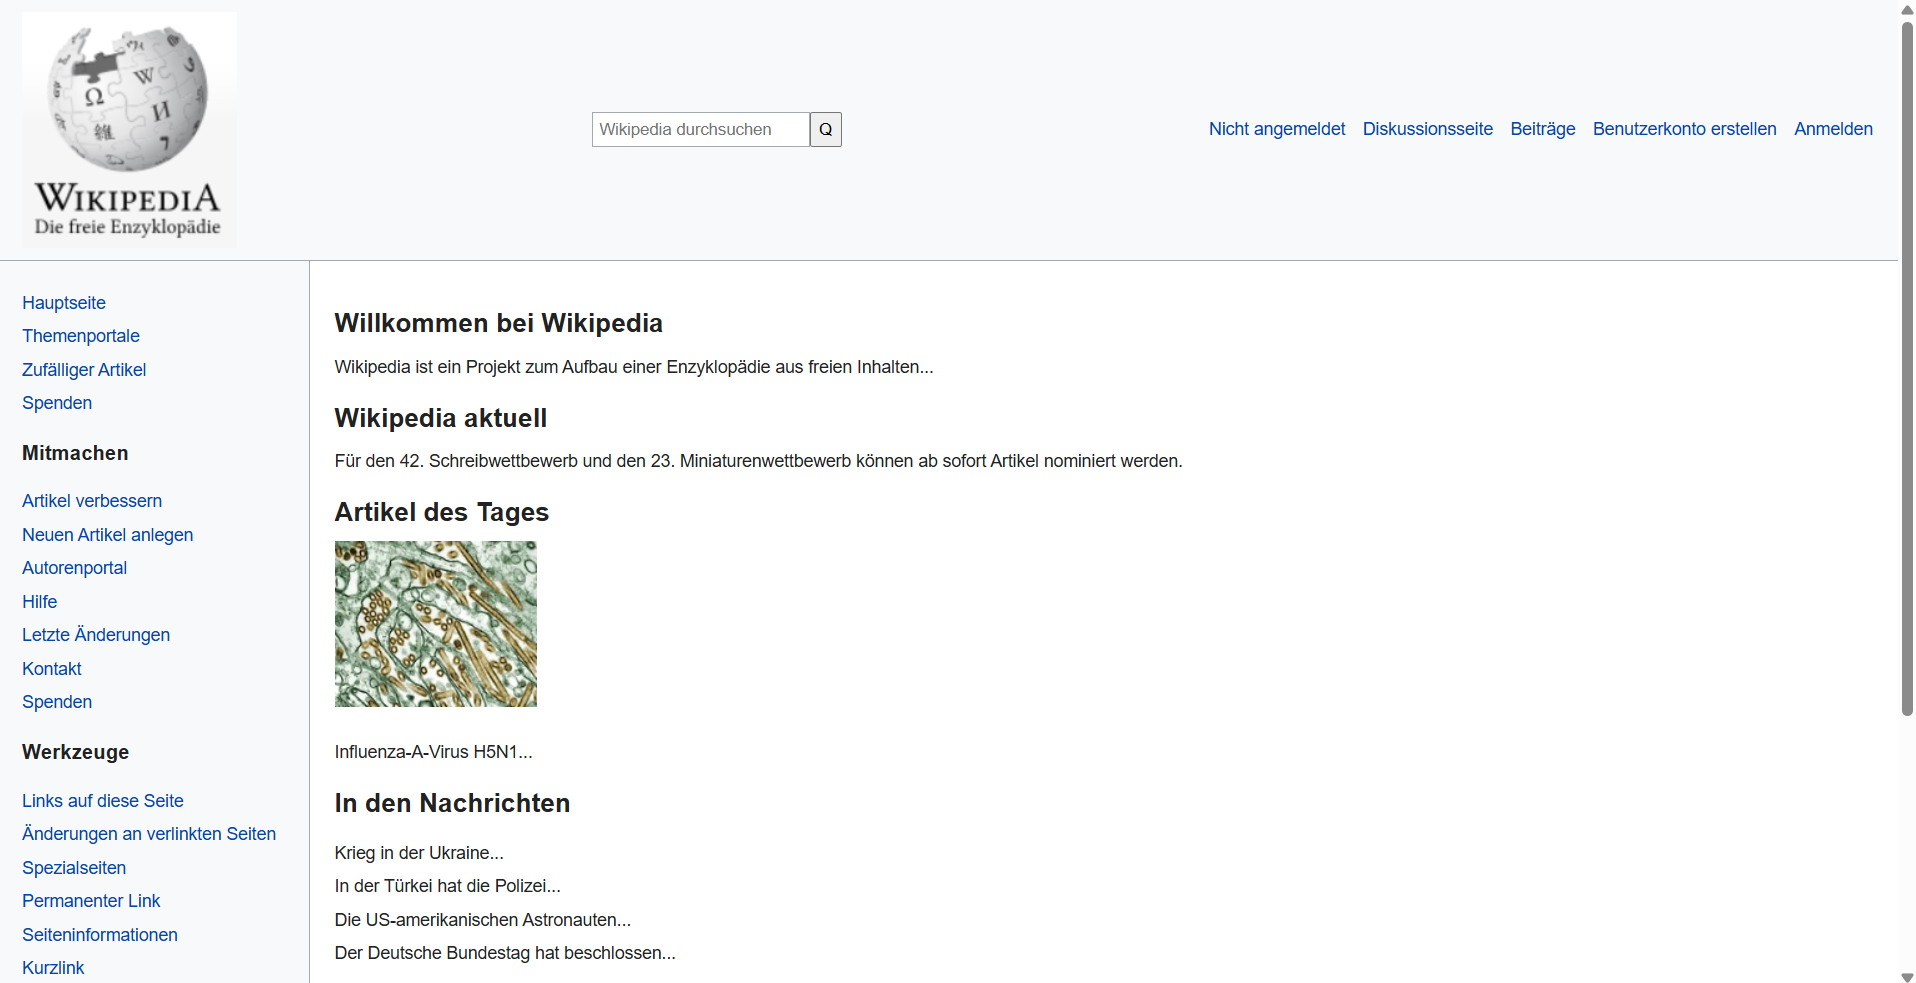 WIKIPEDIA
Die freie Enzyklopädie
Wikipedia durchsuchen
Q
Nicht angemeldet Diskussionsseite Beiträge Benutzerkonto erstellen Anmelden
Hauptseite
Themenportale
Zufälliger Artikel
Spenden
Mitmachen
Artikel verbessern
Neuen Artikel anlegen
Autorenportal
Hilfe
Letzte Änderungen
Kontakt
Spenden
Werkzeuge
Links auf diese Seite
Änderungen an verlinkten Seiten
Spezialseiten
Permanenter Link
Seiteninformationen
Kurzlink
Willkommen bei Wikipedia
Wikipedia ist ein Projekt zum Aufbau einer Enzyklopädie aus freien Inhalten...
Wikipedia aktuell
Für den 42. Schreibwettbewerb und den 23. Miniaturenwettbewerb können ab sofort Artikel nominiert werden.
Artikel des Tages
Influenza-A-Virus H5N1...
In den Nachrichten
Krieg in der Ukraine...
In der Türkei hat die Polizei...
Die US-amerikanischen Astronauten...
Der Deutsche Bundestag hat beschlossen...